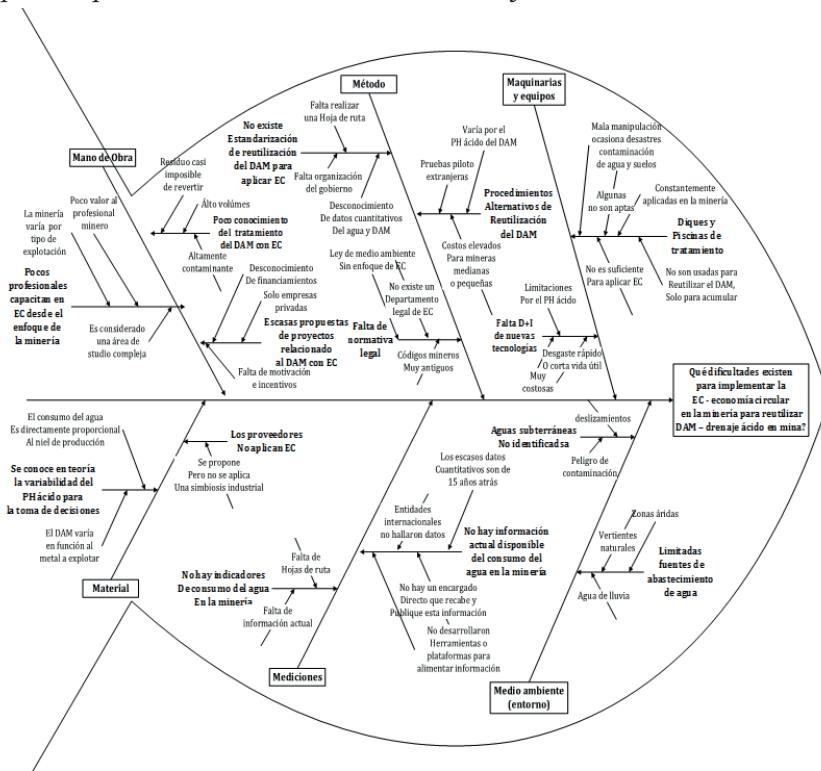 Método
Maquinarias
y equipos
Mano de Obra
Falta realizar
una Hoja de ruta
No existe
Estandarización
de reutilización
del DAM para
aplicar EC
Falta organización
del gobierno
Desconocimiento
De datos cuantitativos
Del agua y DAM
Varía por el
PH ácido del DAM
Pruebas piloto
extranjeras
Procedimientos
Alternativos de
Reutilización
del DAM
Costos elevados
Para mineras
medianas
o pequeñas
Mala manipulación
ocasiona desastres
contaminación
de agua y suelos
Algunas
no son aptas
Constantemente
aplicadas en la minería
Diques y
Piscinas de
tratamiento
No es suficiente
Para aplicar EC
No son usadas para
Reutilizar el DAM,
Solo para acumular
Residuo casi
imposible
de revertir
Álto volúmes
Poco conocimiento
del tratamiento
del DAM con EC
Altamente
contaminante
Poco valor al
profesional
minero
La minería
varía por
tipo de
explotación
Pocos
profesionales
capacitan en
EC desde el
enfoque de
la minería
Es considerado
una área de
studio compleja
Desconocimiento
De financiamientos
Solo empresas
privadas
Escasas propuestas
de proyectos
relacionado
al DAM con EC
Falta de motivación
e incentivos
Ley de medio ambiente
Sin enfoque de EC
No existe un
Departamento
legal de EC
Falta de
normativa
legal
Códigos mineros
Muy antiguos
Limitaciones
Por el PH ácido
Falta D+I
de nuevas
tecnologías
Desgaste rápido
O corta vida útil
Muy
costosas
Qué dificultades existen
para implementar la
EC - economía circular
en la minería para reutilizar
DAM – drenaje ácido en mina?
El consumo del agua
Es directamente proporcional
Al niel de producción
Se conoce en teoría
la variabilidad del
PH ácido para
la toma de decisiones
El DAM varía
en función al
metal a explotar
Los proveedores
No aplican EC
Se propone
Pero no se aplica
Una simbiosis industrial
Material
No hay indicadores
De consumo del agua
En la minería
Falta de
Hojas de ruta
Falta de
información actual
Los escasos datos
Cuantitativos son de
15 años atrás
Entidades
internacionales
no hallaron datos
No hay información
actual disponible
del consumo del
agua en la minería
No hay un encargado
Directo que recabe y
Publique esta información
No desarrollaron
Herramientas o
plataformas para
alimentar información
Mediciones
deslizamientos
Aguas subterráneas
No identificadsa
Peligro de
contaminación
Zonas áridas
Vertientes
naturales
Limitadas
fuentes de
abastecimiento
de agua
Agua de lluvia
Medio ambiente
(entorno)